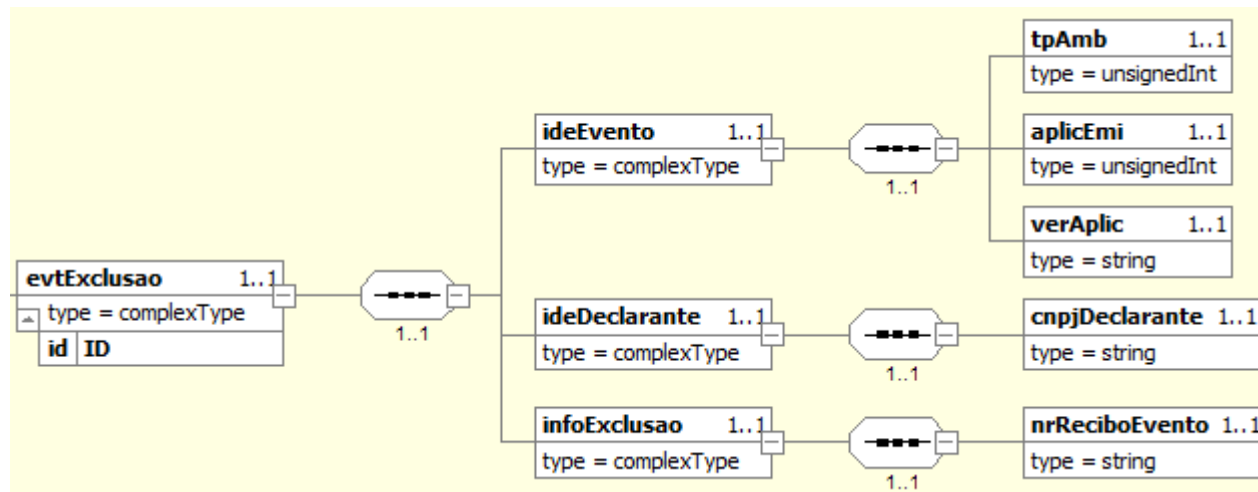 tpAmb 1..1
type = unsignedInt
ideEvento 1..1
type = complexType
1..1
aplicEmi 1..1
type = unsignedInt
verAplic 1..1
type = string
evtExclusao 1..1
type = complexType
id ID
1..1
ideDeclarante 1..1
type = complexType
1..1
cnpjDeclarante 1..1
type = string
infoExclusao 1..1
type = complexType
1..1
nrReciboEvento 1..1
type = string